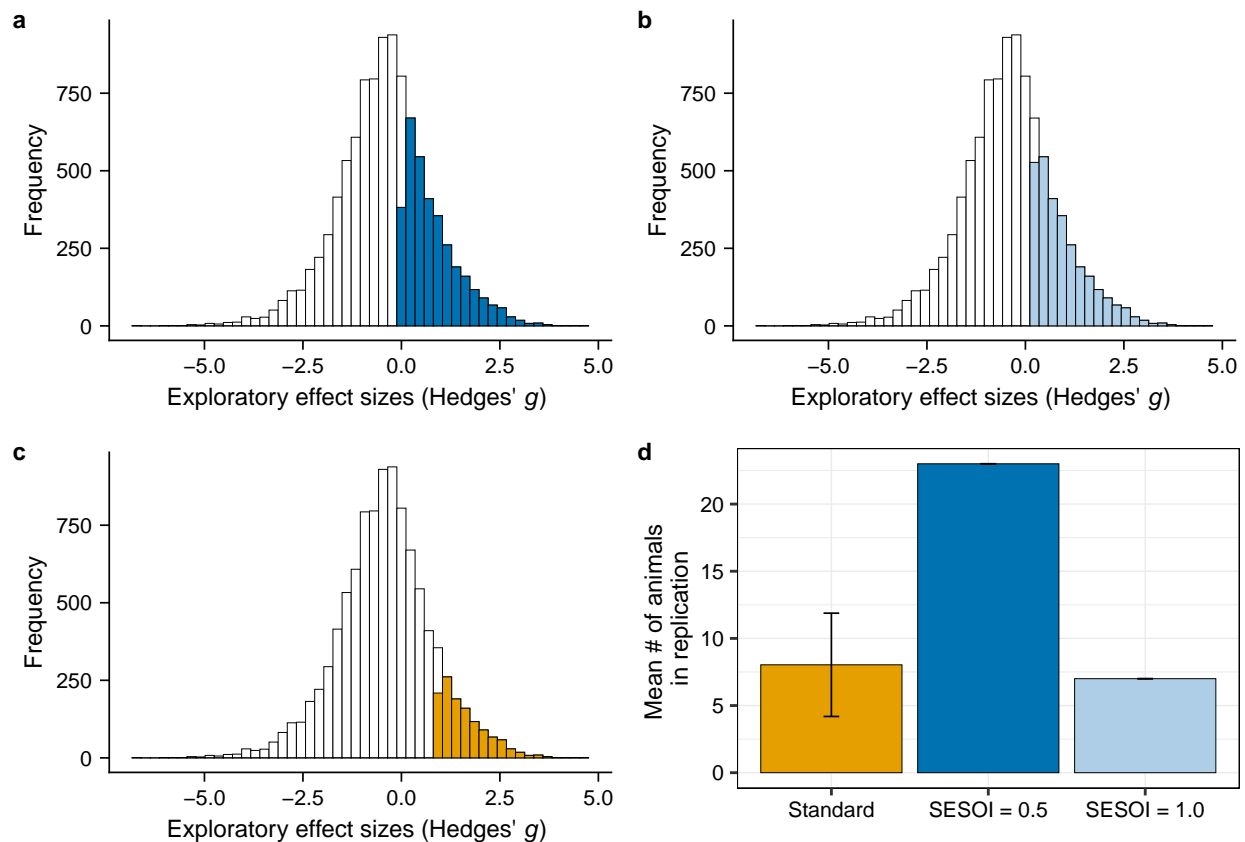 a
750
500
250
0
Frequency
−5.0 −2.5 0.0 2.5 5.0
Exploratory effect sizes (Hedges' g)
b
750
500
250
0
Frequency
−5.0 −2.5 0.0 2.5 5.0
Exploratory effect sizes (Hedges' g)
c
750
500
250
0
Frequency
−5.0 −2.5 0.0 2.5 5.0
Exploratory effect sizes (Hedges' g)
d
20
15
10
5
0
Mean # of animals
in replication
Standard SESOI = 0.5 SESOI = 1.0